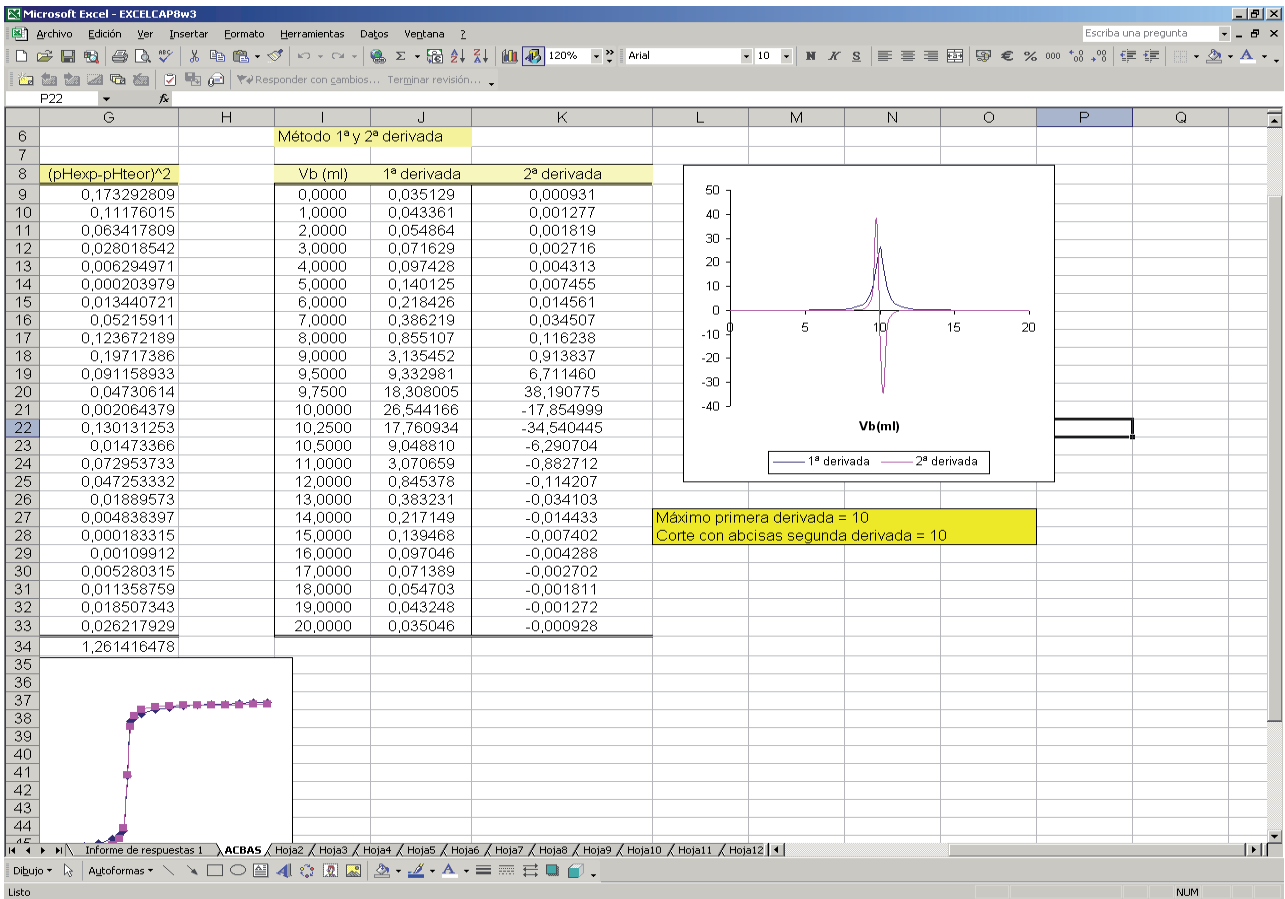 Microsoft Excel - EXCELCAP8w3
Archivo Edición Ver Insertar Formato Herramientas Datos Ventana ? Escriba una pregunta
120% Arial 10 N K S € % 000
Responder con cambios... Terminar revisión...
P22 fx
G H I J K L M N O P Q
6 Método 1ª y 2ª derivada
7
8 (pHexp-pHteor)^2 Vb (ml) 1ª derivada 2ª derivada
9 0,173292809 0,0000 0,035129 0,000931
10 0,11176015 1,0000 0,043361 0,001277
11 0,063417809 2,0000 0,054864 0,001819
12 0,028018542 3,0000 0,071629 0,002716
13 0,006294971 4,0000 0,097428 0,004313
14 0,000203979 5,0000 0,140125 0,007455
15 0,013440721 6,0000 0,218426 0,014561
16 0,05215911 7,0000 0,386219 0,034507
17 0,123672189 8,0000 0,855107 0,116238
18 0,19717386 9,0000 3,135452 0,913837
19 0,091158933 9,5000 9,332981 6,711460
20 0,04730614 9,7500 18,308005 38,190775
21 0,002064379 10,0000 26,544166 -17,854999
22 0,130131253 10,2500 17,760934 -34,540445
23 0,01473366 10,5000 9,048810 -6,290704
24 0,072953733 11,0000 3,070659 -0,882712
25 0,047253332 12,0000 0,845378 -0,114207
26 0,01889573 13,0000 0,383231 -0,034103
27 0,004838397 14,0000 0,217149 -0,014433
28 0,000183315 15,0000 0,139468 -0,007402
29 0,00109912 16,0000 0,097046 -0,004288
30 0,005280315 17,0000 0,071389 -0,002702
31 0,011358759 18,0000 0,054703 -0,001811
32 0,018507343 19,0000 0,043248 -0,001272
33 0,026217929 20,0000 0,035046 -0,000928
34 1,261416478
35
36
37
38
39
40
41
42
43
44
45
50
40
30
20
10
0
-10
-20
-30
-40
0 5 10 15 20
Vb(ml)
1ª derivada 2ª derivada
Máximo primera derivada = 10
Corte con abcisas segunda derivada = 10
Informe de respuestas 1 ACBAS Hoja2 Hoja3 Hoja4 Hoja5 Hoja6 Hoja7 Hoja8 Hoja9 Hoja10 Hoja11 Hoja12
Dibujo Autoformas
Listo NUM